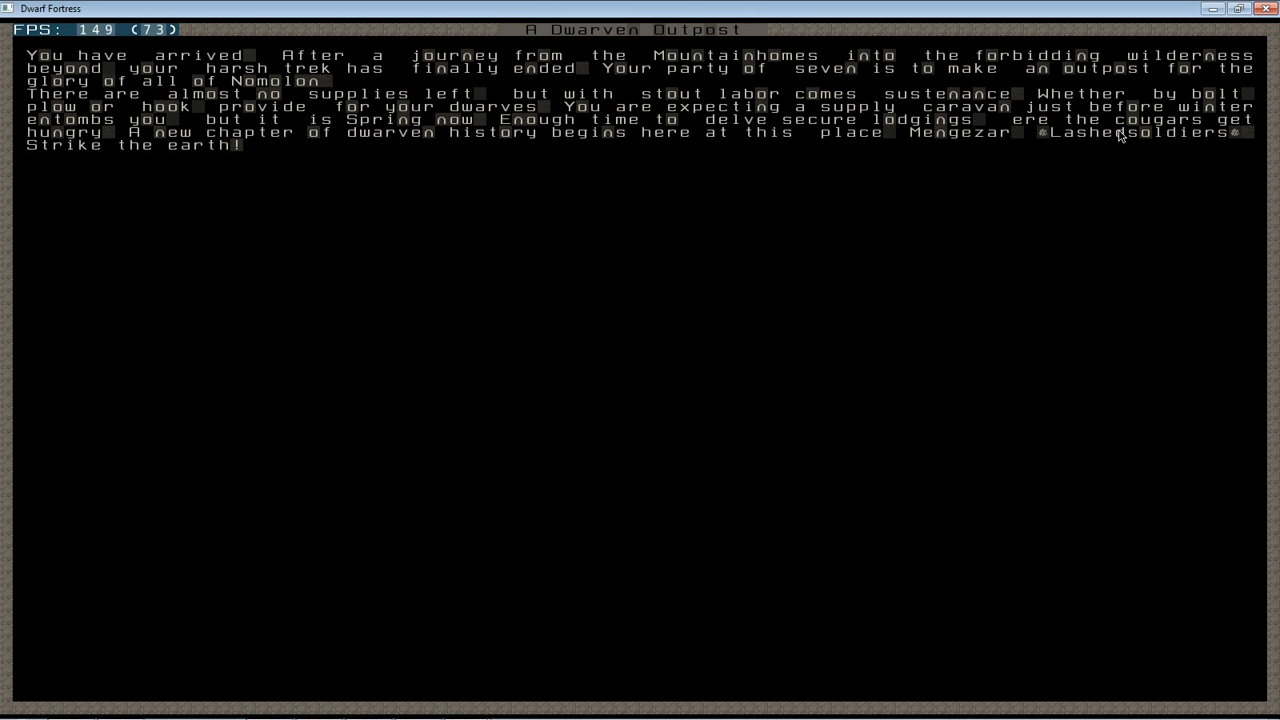 Dwarf Fortress
FPS: 149 (73)
A Dwarven Outpost
You have arrived After a journey from the Mountainhomes into the forbidding wilderness
beyond your harsh trek has finally ended Your party of seven is to make an outpost for the
glory of all of Nomolon
There are almost no supplies left but with stout labor comes sustenance Whether by bolt
plow or hook provide for your dwarves You are expecting a supply caravan just before winter
entombs you but it is Spring now Enough time to delve secure lodgings ere the cougars get
hungry A new chapter of dwarven history begins here at this place Mengezar Lashedsoldiers
Strike the earth!